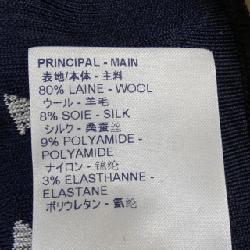 PRINCIPAL - MAIN
表地/本体 - 主料
80% LAINE - WOOL
ウール - 羊毛
8% SOIE - SILK
シルク - 桑蚕丝
9% POLYAMIDE -
POLYAMIDE
ナイロン - 锦纶
3% ELASTHANNE -
ELASTANE
ポリウレタン - 氨纶